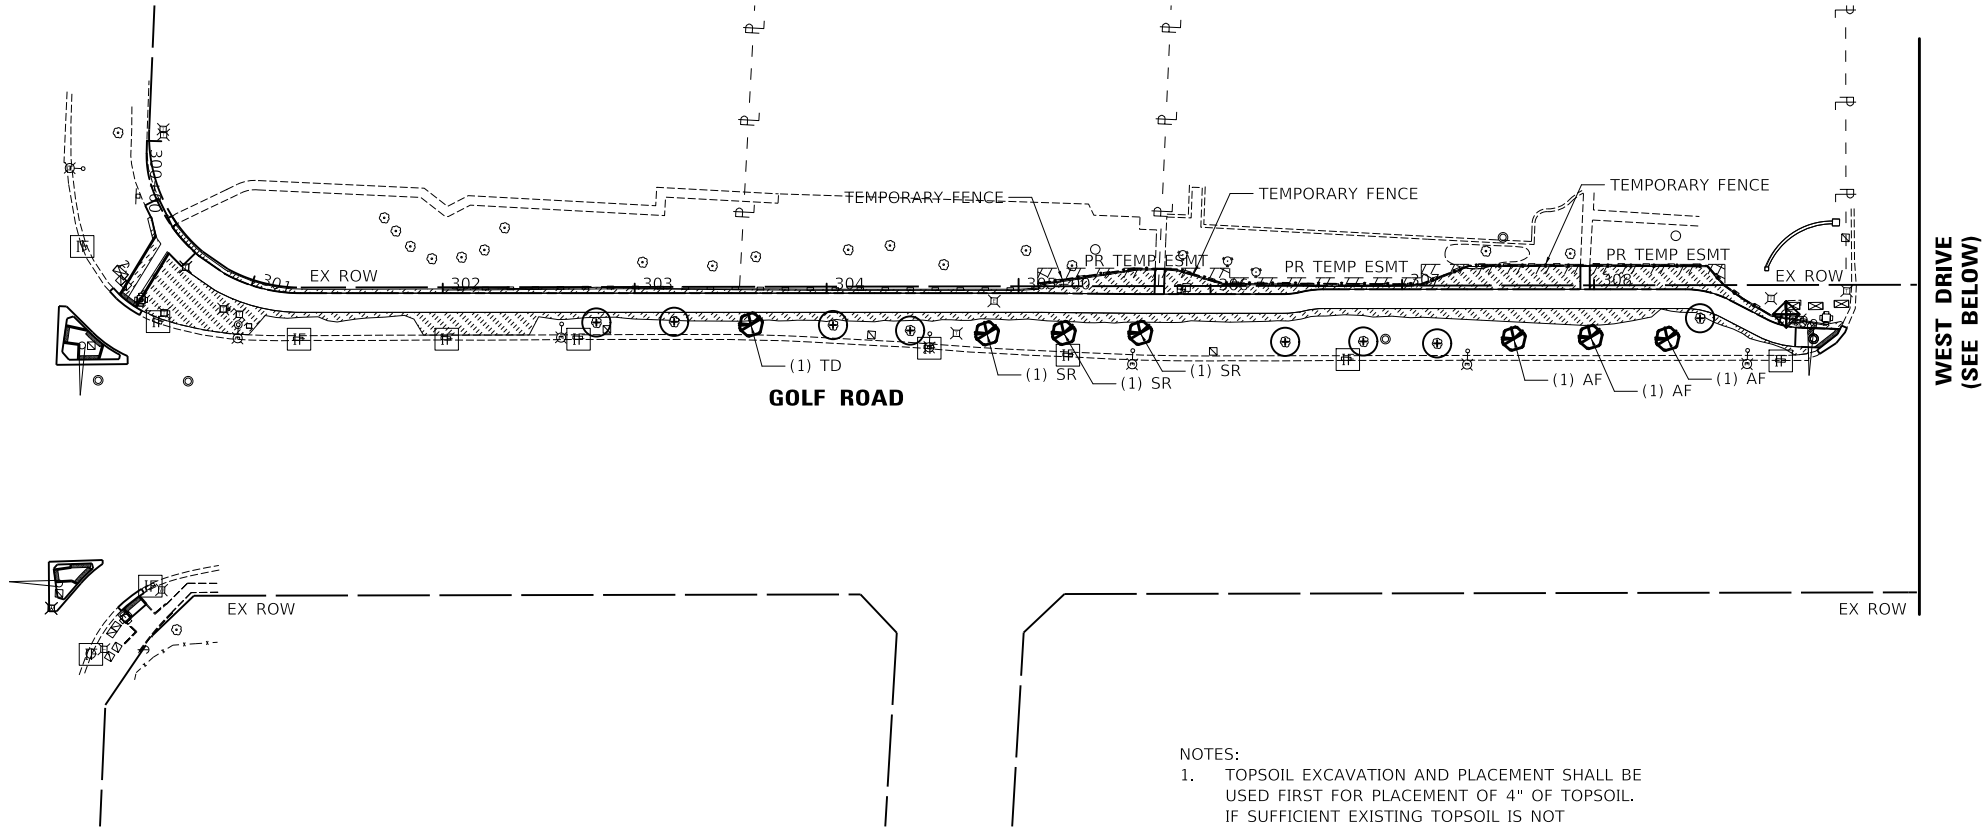 TEMPORARY FENCE
TEMPORARY FENCE
TEMPORARY FENCE
PR TEMP ESMT
PR TEMP ESMT
PR TEMP ESMT
EX ROW
EX ROW
301
302
303
304
308
(1) TD
(1) SR
(1) SR
(1) SR
(1) AF
(1) AF
(1) AF
GOLF ROAD
WEST DRIVE
(SEE BELOW)
EX ROW
EX ROW
NOTES:
1. TOPSOIL EXCAVATION AND PLACEMENT SHALL BE
USED FIRST FOR PLACEMENT OF 4" OF TOPSOIL.
IF SUFFICIENT EXISTING TOPSOIL IS NOT